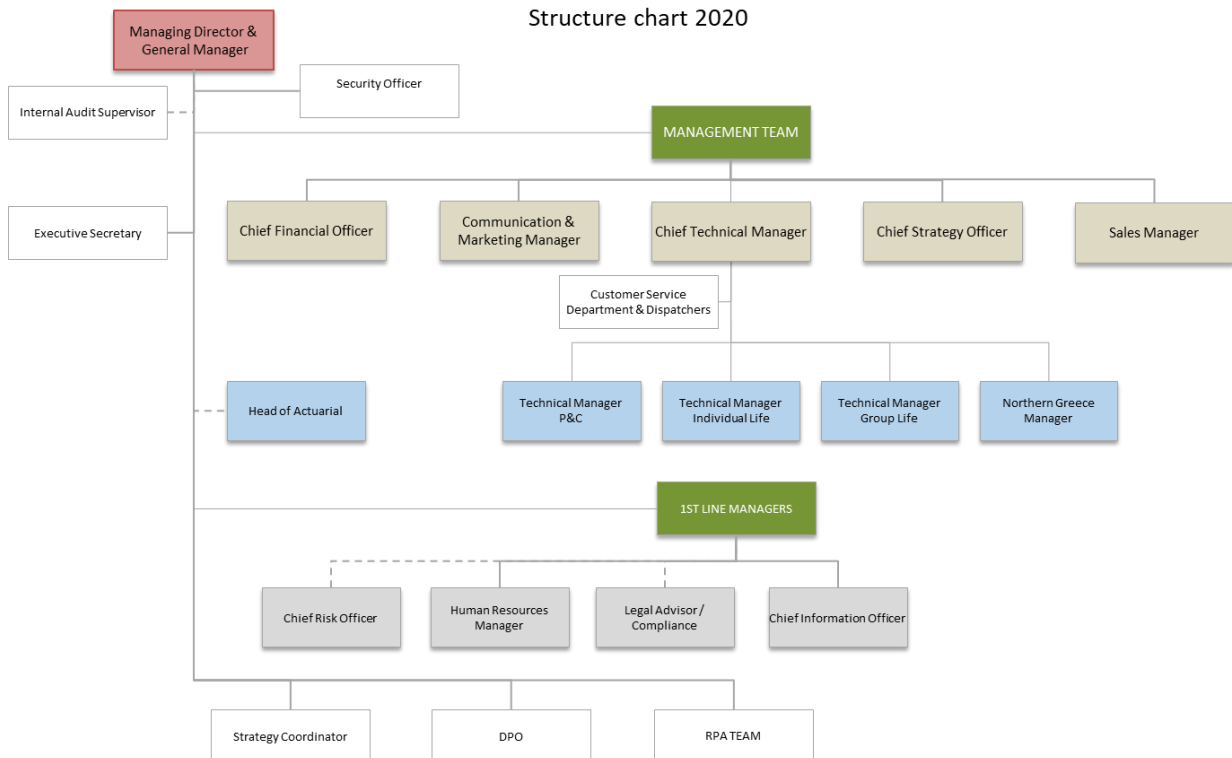 Structure chart 2020
Managing Director &
General Manager
Security Officer
Internal Audit Supervisor
MANAGEMENT TEAM
Executive Secretary
Chief Financial Officer
Communication &
Marketing Manager
Chief Technical Manager
Chief Strategy Officer
Sales Manager
Customer Service
Department & Dispatchers
Head of Actuarial
Technical Manager
P&C
Technical Manager
Individual Life
Technical Manager
Group Life
Northern Greece
Manager
1ST LINE MANAGERS
Chief Risk Officer
Human Resources
Manager
Legal Advisor /
Compliance
Chief Information Officer
Strategy Coordinator
DPO
RPA TEAM